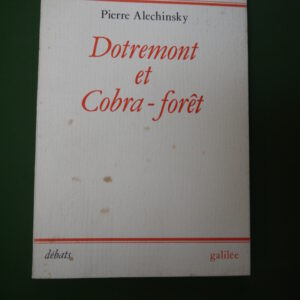 Pierre Alechinsky
Dotremont
et
Cobra-forêt
débats
galilée